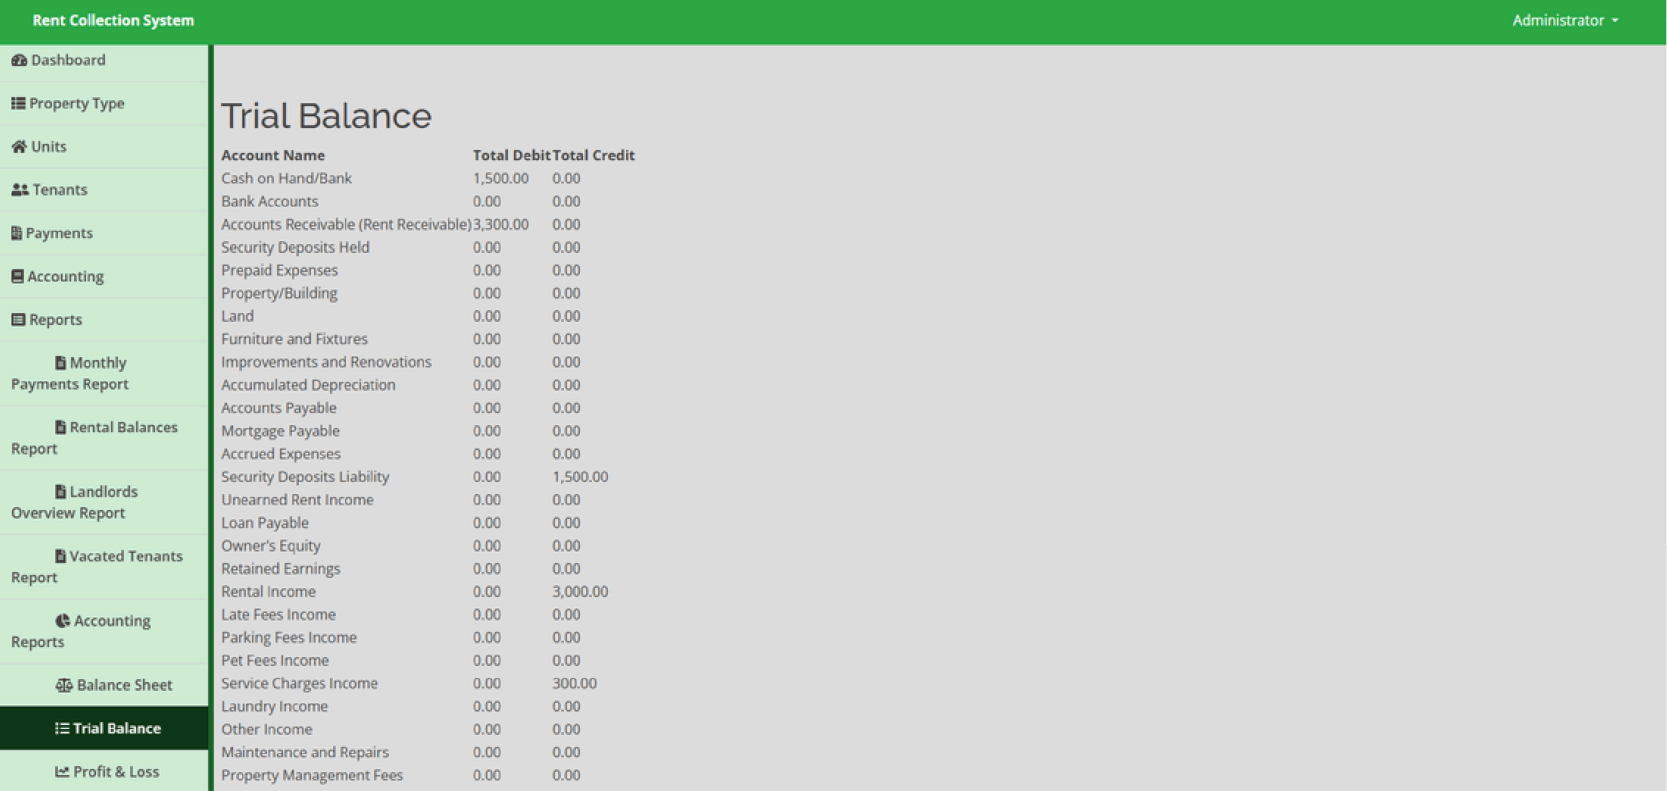 Rent Collection System
Administrator
Dashboard
Property Type
Units
Tenants
Payments
Accounting
Reports
Monthly
Payments Report
Rental Balances
Report
Landlords
Overview Report
Vacated Tenants
Report
Accounting
Reports
Balance Sheet
Trial Balance
Profit & Loss
Trial Balance
Account Name Total Debit Total Credit
Cash on Hand/Bank 1,500.00 0.00
Bank Accounts 0.00 0.00
Accounts Receivable (Rent Receivable) 3,300.00 0.00
Security Deposits Held 0.00 0.00
Prepaid Expenses 0.00 0.00
Property/Building 0.00 0.00
Land 0.00 0.00
Furniture and Fixtures 0.00 0.00
Improvements and Renovations 0.00 0.00
Accumulated Depreciation 0.00 0.00
Accounts Payable 0.00 0.00
Mortgage Payable 0.00 0.00
Accrued Expenses 0.00 0.00
Security Deposits Liability 0.00 1,500.00
Unearned Rent Income 0.00 0.00
Loan Payable 0.00 0.00
Owner's Equity 0.00 0.00
Retained Earnings 0.00 0.00
Rental Income 0.00 3,000.00
Late Fees Income 0.00 0.00
Parking Fees Income 0.00 0.00
Pet Fees Income 0.00 0.00
Service Charges Income 0.00 300.00
Laundry Income 0.00 0.00
Other Income 0.00 0.00
Maintenance and Repairs 0.00 0.00
Property Management Fees 0.00 0.00